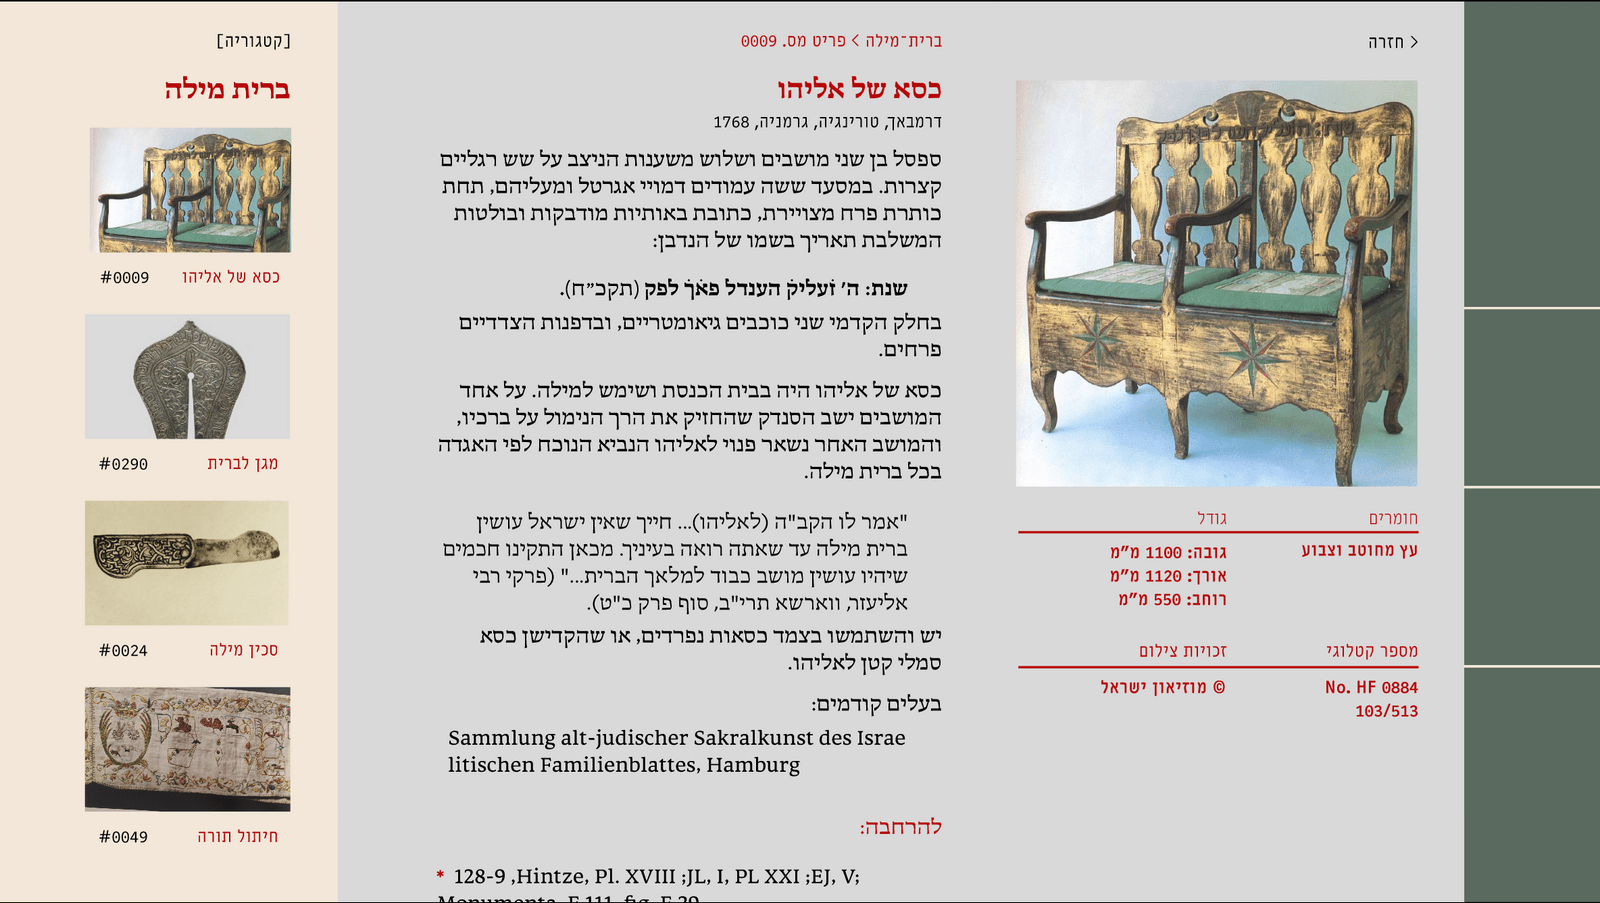 < חזרה
חומרים
עץ מחוטב וצבוע
גודל
גובה: 1100 מ״מ
אורך: 1120 מ״מ
רוחב: 550 מ״מ
מספר קטלוגי
No. HF 0884
103/513
זכויות צילום
© מוזיאון ישראל
ברית־מילה > פריט מס. 0009
כסא של אליהו
דרמבאך, טורינגיה, גרמניה, 1768
ספסל בן שני מושבים ושלוש משענות הניצב על שש רגליים
קצרות. במסעד ששה עמודים דמויי אגרטל ומעליהם, תחת
כותרת פרח מצויירת, כתובת באותיות מודבקות ובולטות
המשלבת תאריך בשמו של הנדבן:
שנת: ה׳ זֹעליקֹ הענדל פאֹרֹ לפק (תקכ״ח).
בחלק הקדמי שני כוכבים גיאומטריים, ובדפנות הצדדיים
פרחים.
כסא של אליהו היה בבית הכנסת ושימש למילה. על אחד
המושבים ישב הסנדק שהחזיק את הרך הנימול על ברכיו,
והמושב האחר נשאר פנוי לאליהו הנביא הנוכח לפי האגדה
בכל ברית מילה.
"אמר לו הקב"ה (לאליהו)... חייך שאין ישראל עושין
ברית מילה עד שאתה רואה בעיניך. מכאן התקינו חכמים
שיהיו עושין מושב כבוד למלאך הברית..." (פרקי רבי
אליעזר, ווארשא תרי"ב, סוף פרק כ"ט).
יש והשתמשו בצמד כסאות נפרדים, או שהקדישן כסא
סמלי קטן לאליהו.
בעלים קודמים:
Sammlung alt-judischer Sakralkunst des Israe
litischen Familienblattes, Hamburg
להרחבה:
* 128-9 ,Hintze, Pl. XVIII ;JL, I, PL XXI ;EJ, V;
[קטגוריה]
ברית מילה
כסא של אליהו #0009
מגן לברית #0290
סכין מילה #0024
חיתול תורה #0049